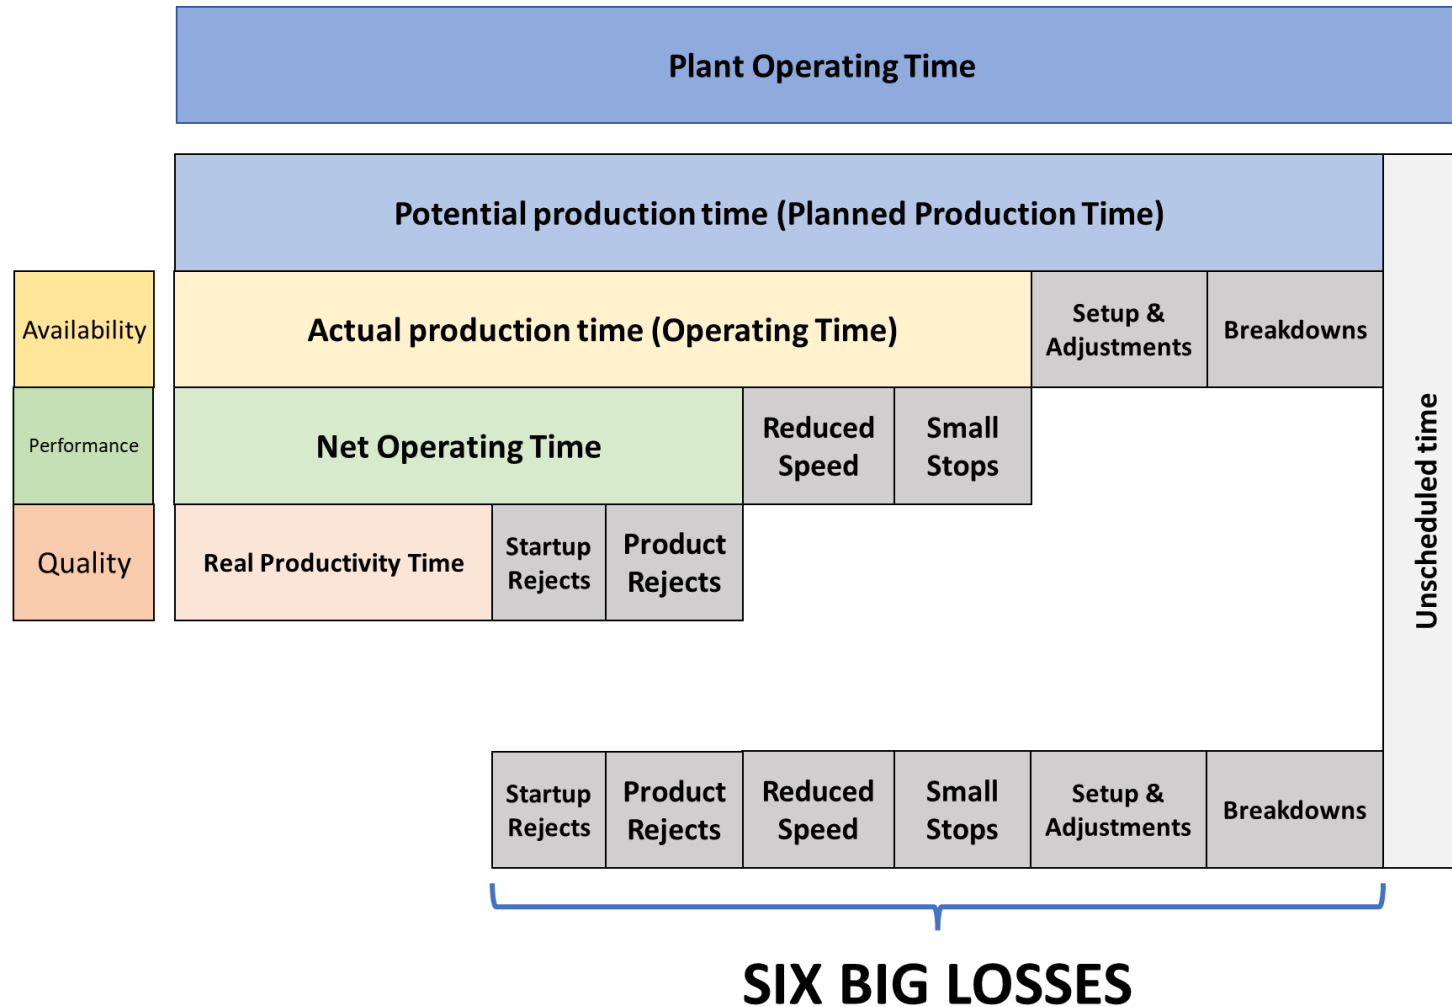 Plant Operating Time
Potential production time (Planned Production Time)
Availability
Actual production time (Operating Time)
Setup &
Adjustments
Breakdowns
Performance
Net Operating Time
Reduced
Speed
Small
Stops
Quality
Real Productivity Time
Startup
Rejects
Product
Rejects
Unscheduled time
Startup
Rejects
Product
Rejects
Reduced
Speed
Small
Stops
Setup &
Adjustments
Breakdowns
SIX BIG LOSSES